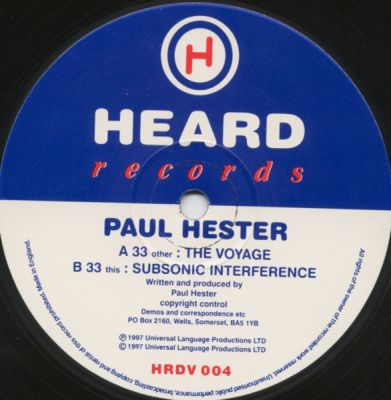 H
HEARD
records
PAUL HESTER
A 33 other : THE VOYAGE
B 33 this : SUBSONIC INTERFERENCE
Written and produced by
Paul Hester
copyright control
Demos and correspondence etc
PO Box 2160, Wells, Somerset, BA5 1YB
℗ 1997 Universal Language Productions LTD
© 1997 Universal Language Productions LTD
HRDV 004
All rights of the owner of the recorded work reserved. Unauthorised public performance, broadcasting, copying and rental of this record prohibited. Made in England.